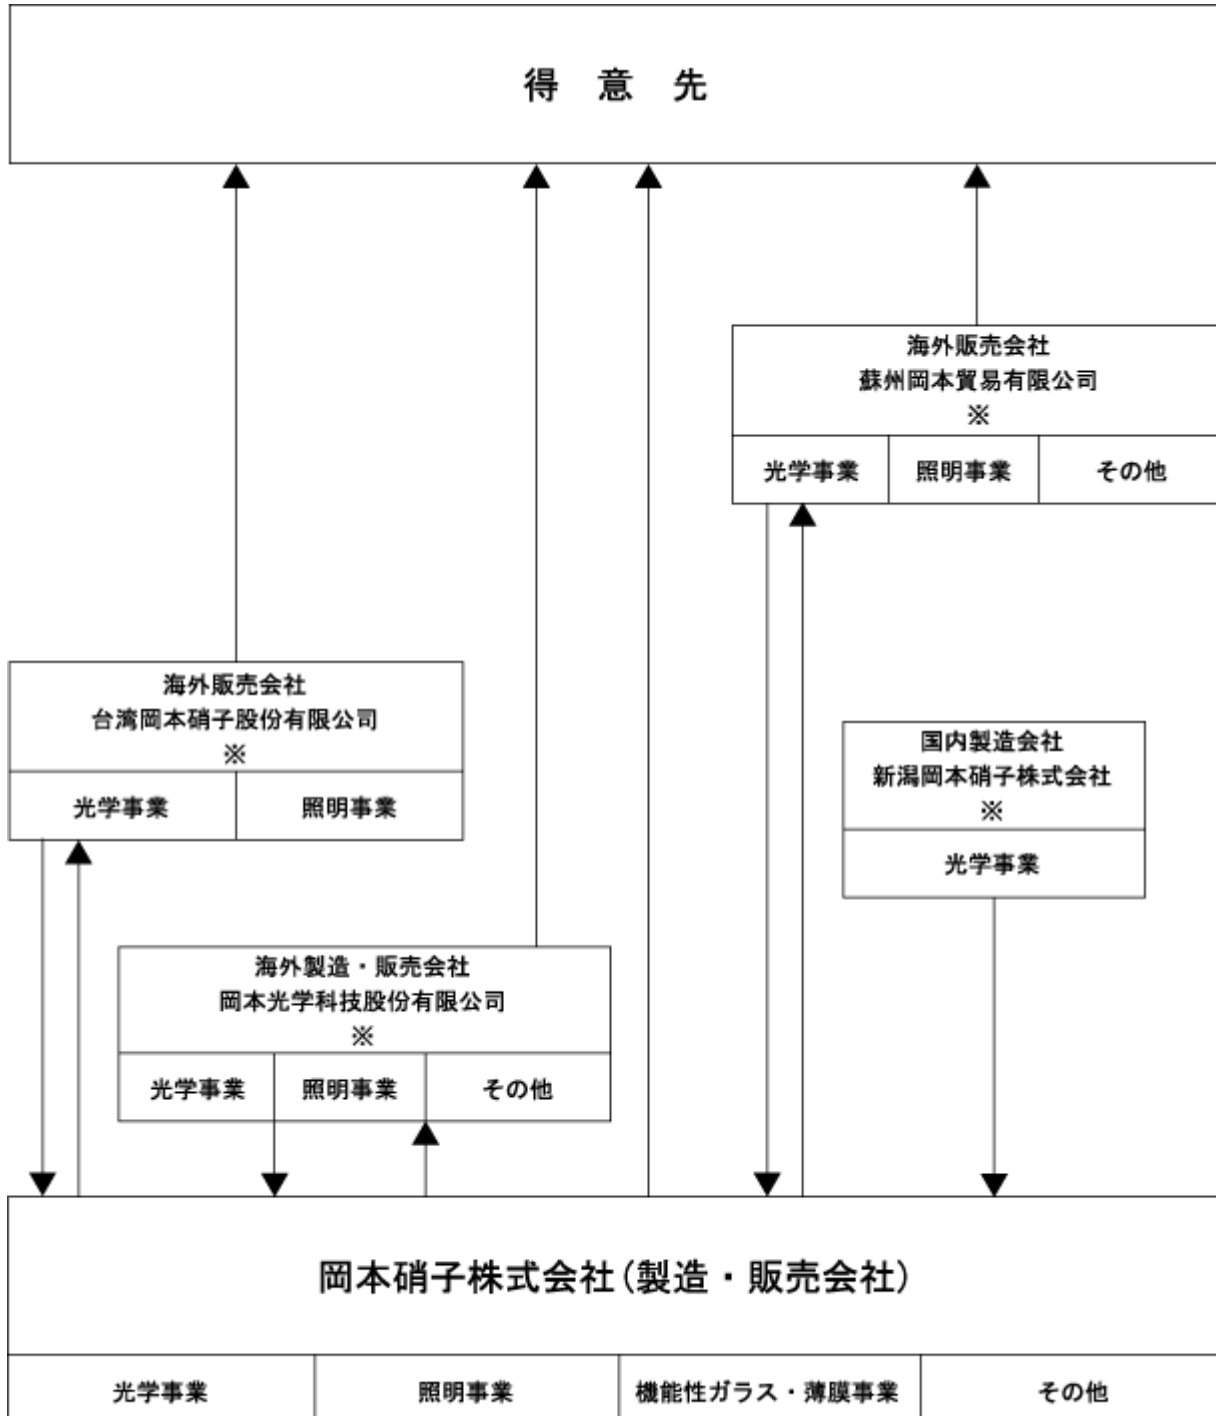 得意先
海外販売会社
蘇州岡本貿易有限公司
※
光学事業 照明事業 その他
海外販売会社
台湾岡本硝子股份有限公司
※
光学事業 照明事業
国内製造会社
新潟岡本硝子株式会社
※
光学事業
海外製造・販売会社
岡本光学科技股份有限公司
※
光学事業 照明事業 その他
岡本硝子株式会社(製造・販売会社)
光学事業 照明事業 機能性ガラス・薄膜事業 その他